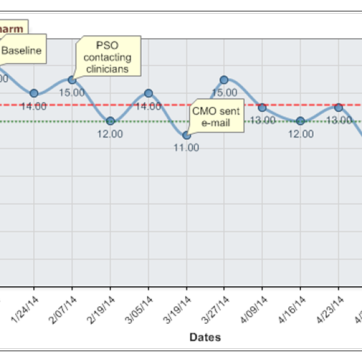 harm
Baseline
PSO
contacting
clinicians
15.00
15.00
14.00
14.00
CMO sent
e-mail
13.00
13.00
12.00
12.00
11.00
1/24/14
2/07/14
2/19/14
3/05/14
3/19/14
3/27/14
4/09/14
4/16/14
4/23/14
Dates